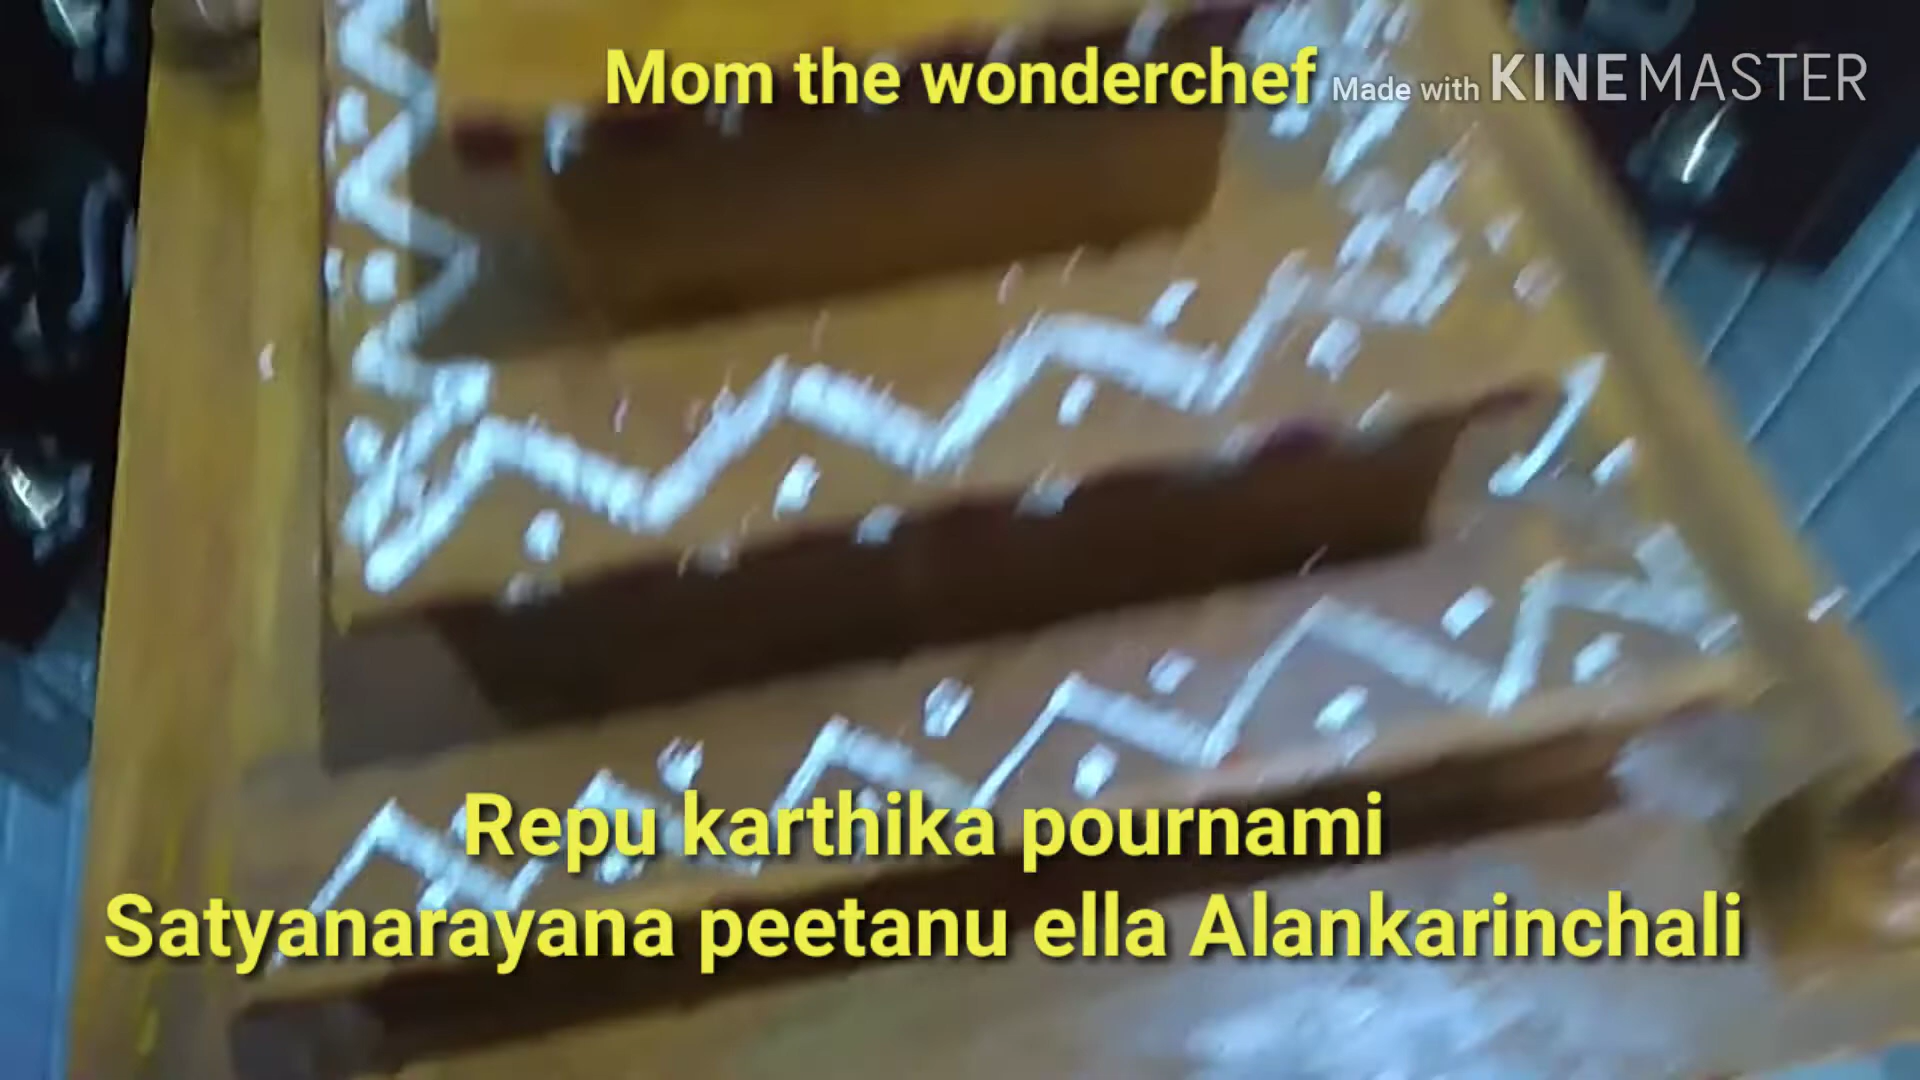 Mom the wonderchef
Made with KINEMASTER
Repu karthika pournami
Satyanarayana peetanu ella Alankarinchali